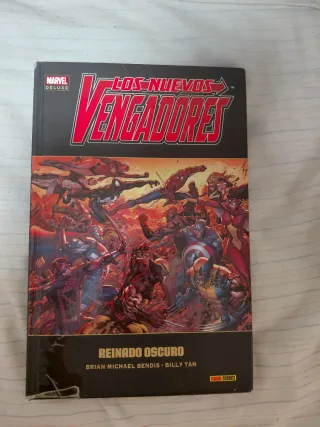 MARVEL
DELUXE
LOS NUEVOS
VENGADORES
REINADO OSCURO
BRIAN MICHAEL BENDIS · BILLY TAN
PANINI COMICS